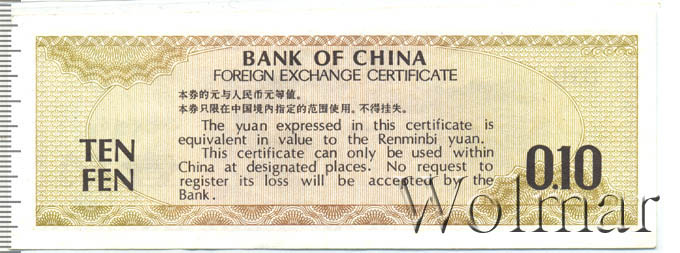 BANK OF CHINA
FOREIGN EXCHANGE CERTIFICATE
本券的元与人民币元等值。
本券只限在中国境内指定的范围使用。不得挂失。
The yuan expressed in this certificate is
equivalent in value to the Renminbi yuan.
This certificate can only be used within
China at designated places. No request to
register its loss will be accepted by the
Bank.
TEN
FEN
0.10
Wolmar